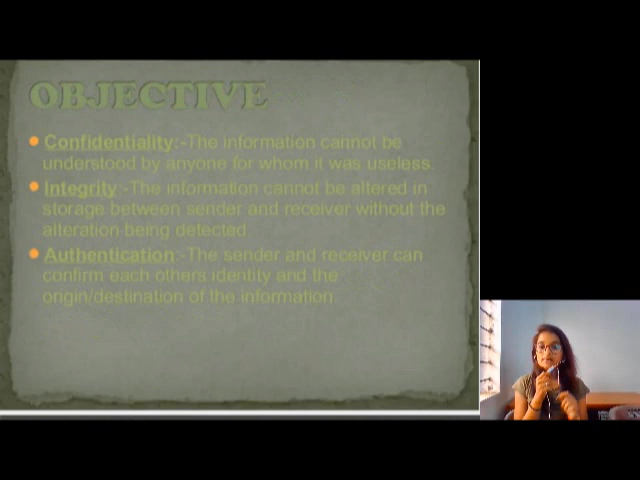 OBJECTIVE
Confidentiality:-The information cannot be
understood by anyone for whom it was useless.
Integrity:-The information cannot be altered in
storage between sender and receiver without the
alteration being detected
Authentication:-The sender and receiver can
confirm each others identity and the
origin/destination of the information.